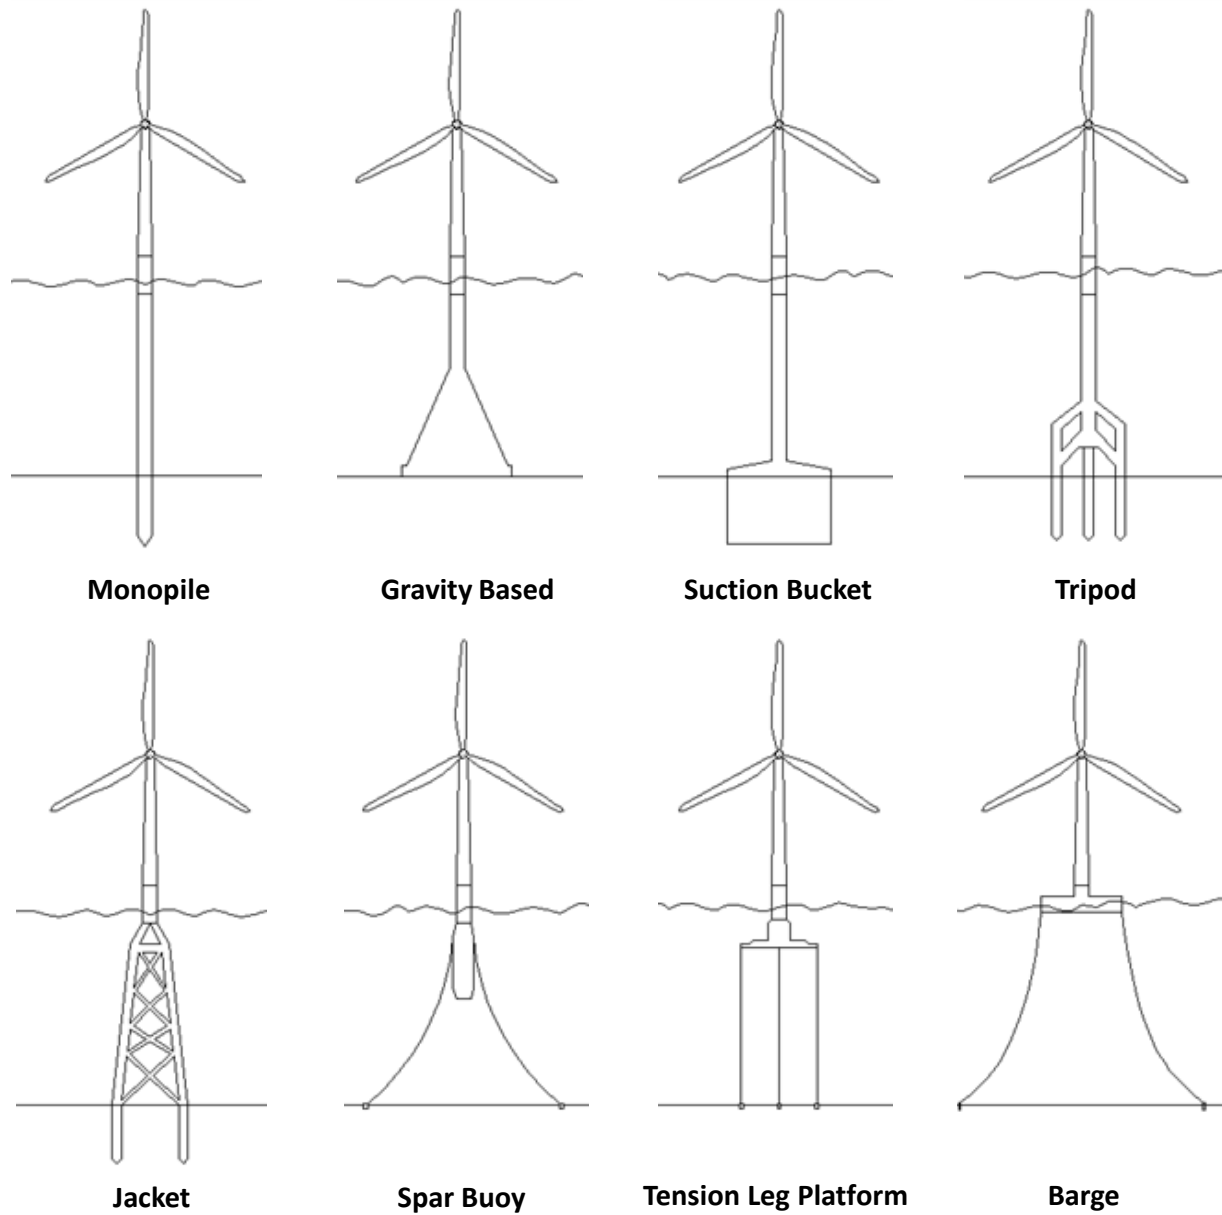 Monopile
Gravity Based
Suction Bucket
Tripod
Jacket
Spar Buoy
Tension Leg Platform
Barge